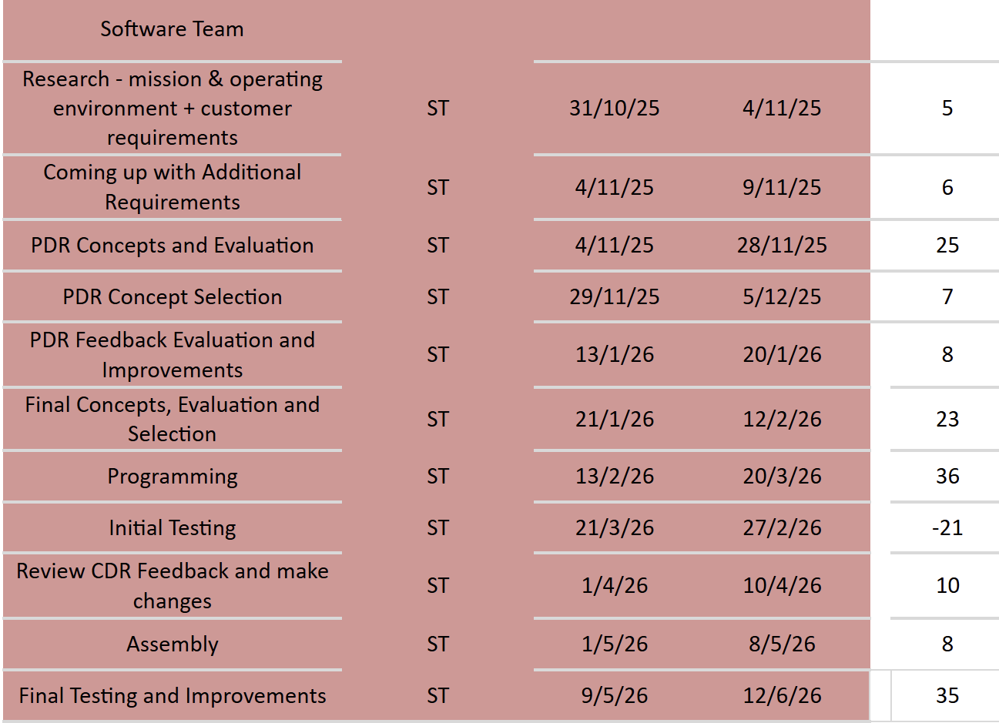 Software Team
Research - mission & operating
environment + customer
requirements
ST
31/10/25
4/11/25
5
Coming up with Additional
Requirements
ST
4/11/25
9/11/25
6
PDR Concepts and Evaluation
ST
4/11/25
28/11/25
25
PDR Concept Selection
ST
29/11/25
5/12/25
7
PDR Feedback Evaluation and
Improvements
ST
13/1/26
20/1/26
8
Final Concepts, Evaluation and
Selection
ST
21/1/26
12/2/26
23
Programming
ST
13/2/26
20/3/26
36
Initial Testing
ST
21/3/26
27/2/26
-21
Review CDR Feedback and make
changes
ST
1/4/26
10/4/26
10
Assembly
ST
1/5/26
8/5/26
8
Final Testing and Improvements
ST
9/5/26
12/6/26
35